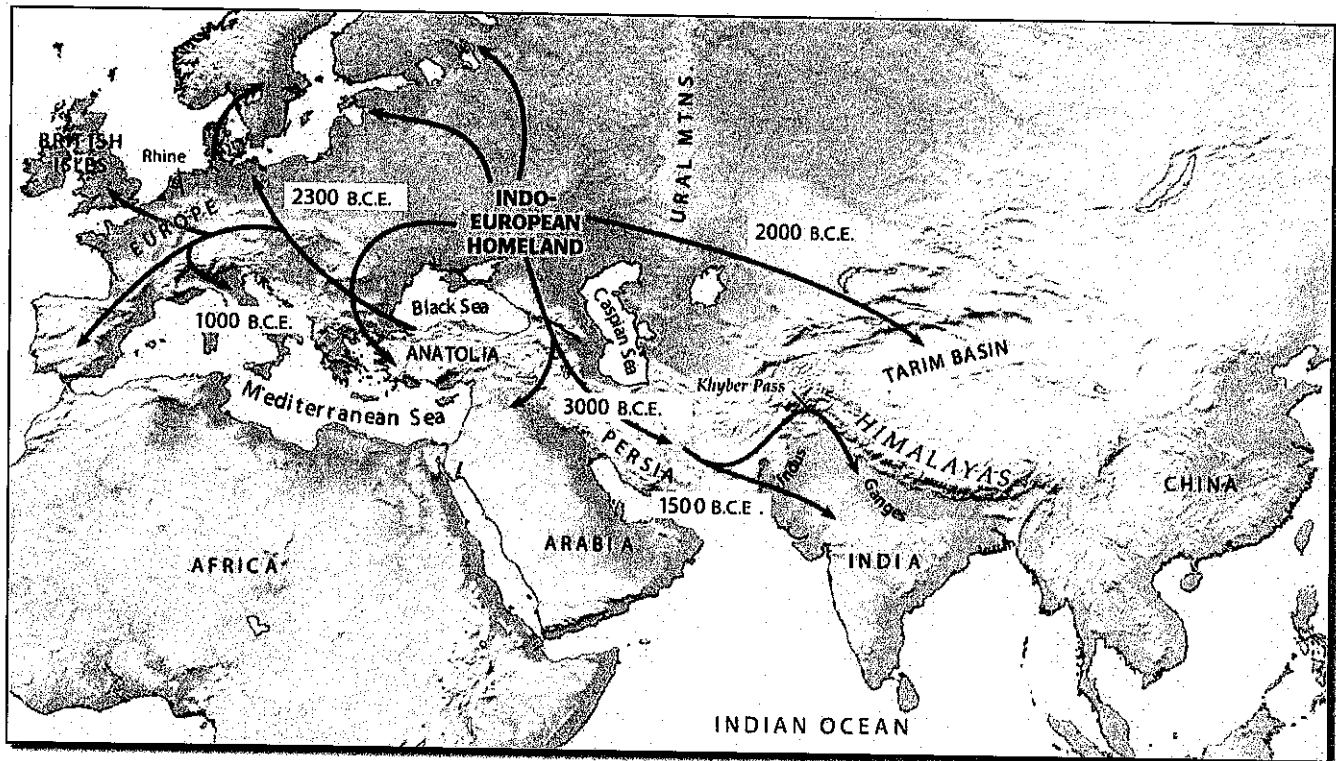 URAL MTNS.
BRITISH
ISLES
Rhine
EUROPE
2300 B.C.E.
INDO-
EUROPEAN
HOMELAND
2000 B.C.E.
Black Sea
Caspian Sea
1000 B.C.E.
ANATOLIA
TARIM BASIN
Khyber Pass
Mediterranean Sea
3000 B.C.E.
HIMALAYAS
PERSIA
Indus
Ganges
CHINA
1500 B.C.E.
ARABIA
AFRICA
INDIA
INDIAN OCEAN